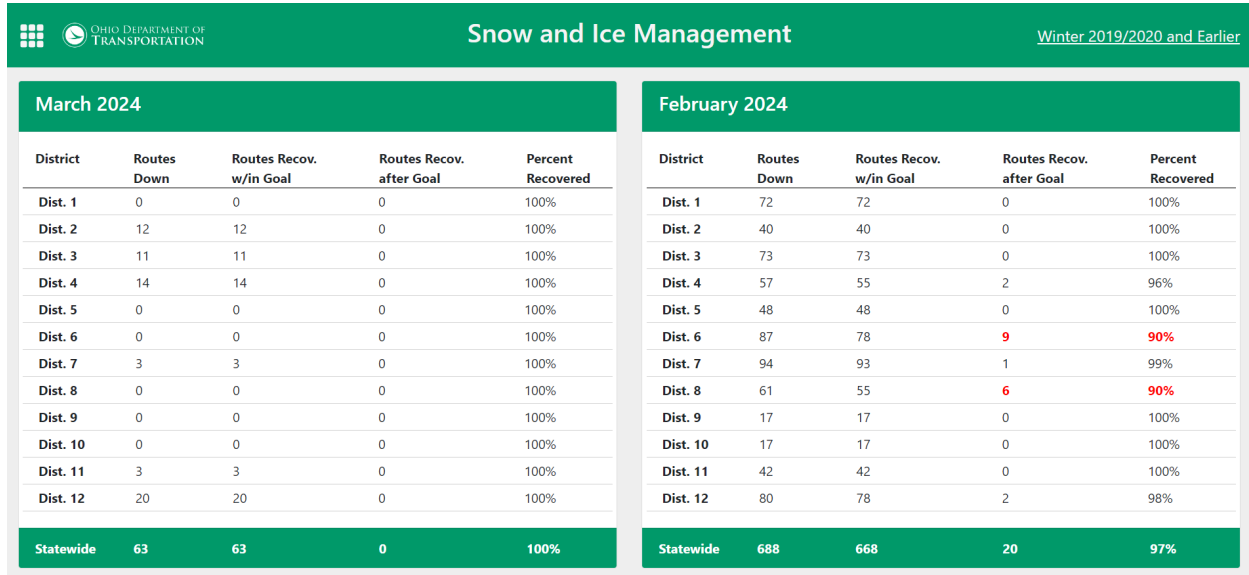 OHIO DEPARTMENT OF
TRANSPORTATION
Snow and Ice Management
Winter 2019/2020 and Earlier
March 2024
District Routes Down Routes Recov. w/in Goal Routes Recov. after Goal Percent Recovered
Dist. 1 0 0 0 100%
Dist. 2 12 12 0 100%
Dist. 3 11 11 0 100%
Dist. 4 14 14 0 100%
Dist. 5 0 0 0 100%
Dist. 6 0 0 0 100%
Dist. 7 3 3 0 100%
Dist. 8 0 0 0 100%
Dist. 9 0 0 0 100%
Dist. 10 0 0 0 100%
Dist. 11 3 3 0 100%
Dist. 12 20 20 0 100%
Statewide 63 63 0 100%
February 2024
District Routes Down Routes Recov. w/in Goal Routes Recov. after Goal Percent Recovered
Dist. 1 72 72 0 100%
Dist. 2 40 40 0 100%
Dist. 3 73 73 0 100%
Dist. 4 57 55 2 96%
Dist. 5 48 48 0 100%
Dist. 6 87 78 9 90%
Dist. 7 94 93 1 99%
Dist. 8 61 55 6 90%
Dist. 9 17 17 0 100%
Dist. 10 17 17 0 100%
Dist. 11 42 42 0 100%
Dist. 12 80 78 2 98%
Statewide 688 668 20 97%